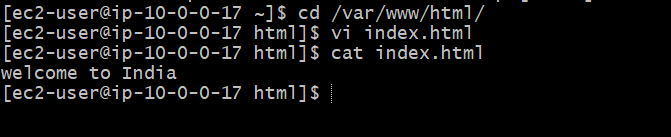 [ec2-user@ip-10-0-0-17 ~]$ cd /var/www/html/
[ec2-user@ip-10-0-0-17 html]$ vi index.html
[ec2-user@ip-10-0-0-17 html]$ cat index.html
welcome to India
[ec2-user@ip-10-0-0-17 html]$